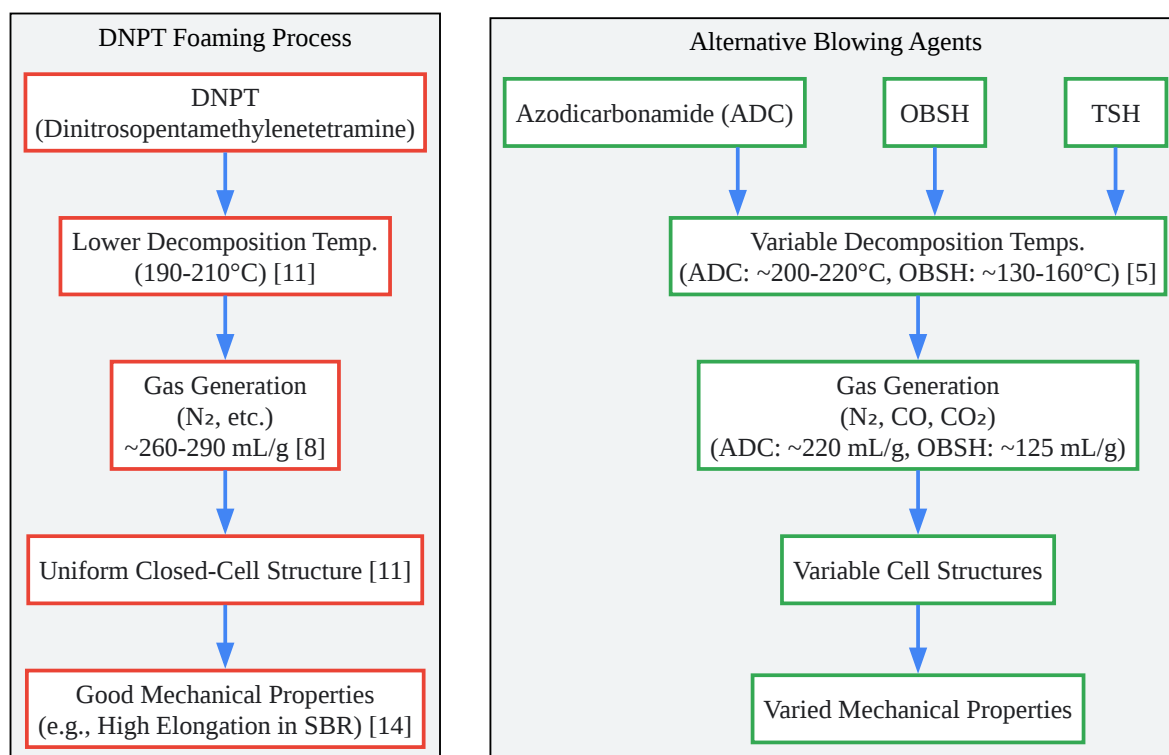 DNPT Foaming Process
DNPT
(Dinitrosopentamethylenetetramine)
Lower Decomposition Temp.
(190-210°C) [11]
Gas Generation
(N₂, etc.)
~260-290 mL/g [8]
Uniform Closed-Cell Structure [11]
Good Mechanical Properties
(e.g., High Elongation in SBR) [14]
Alternative Blowing Agents
Azodicarbonamide (ADC)
OBSH
TSH
Variable Decomposition Temps.
(ADC: ~200-220°C, OBSH: ~130-160°C) [5]
Gas Generation
(N₂, CO, CO₂)
(ADC: ~220 mL/g, OBSH: ~125 mL/g)
Variable Cell Structures
Varied Mechanical Properties